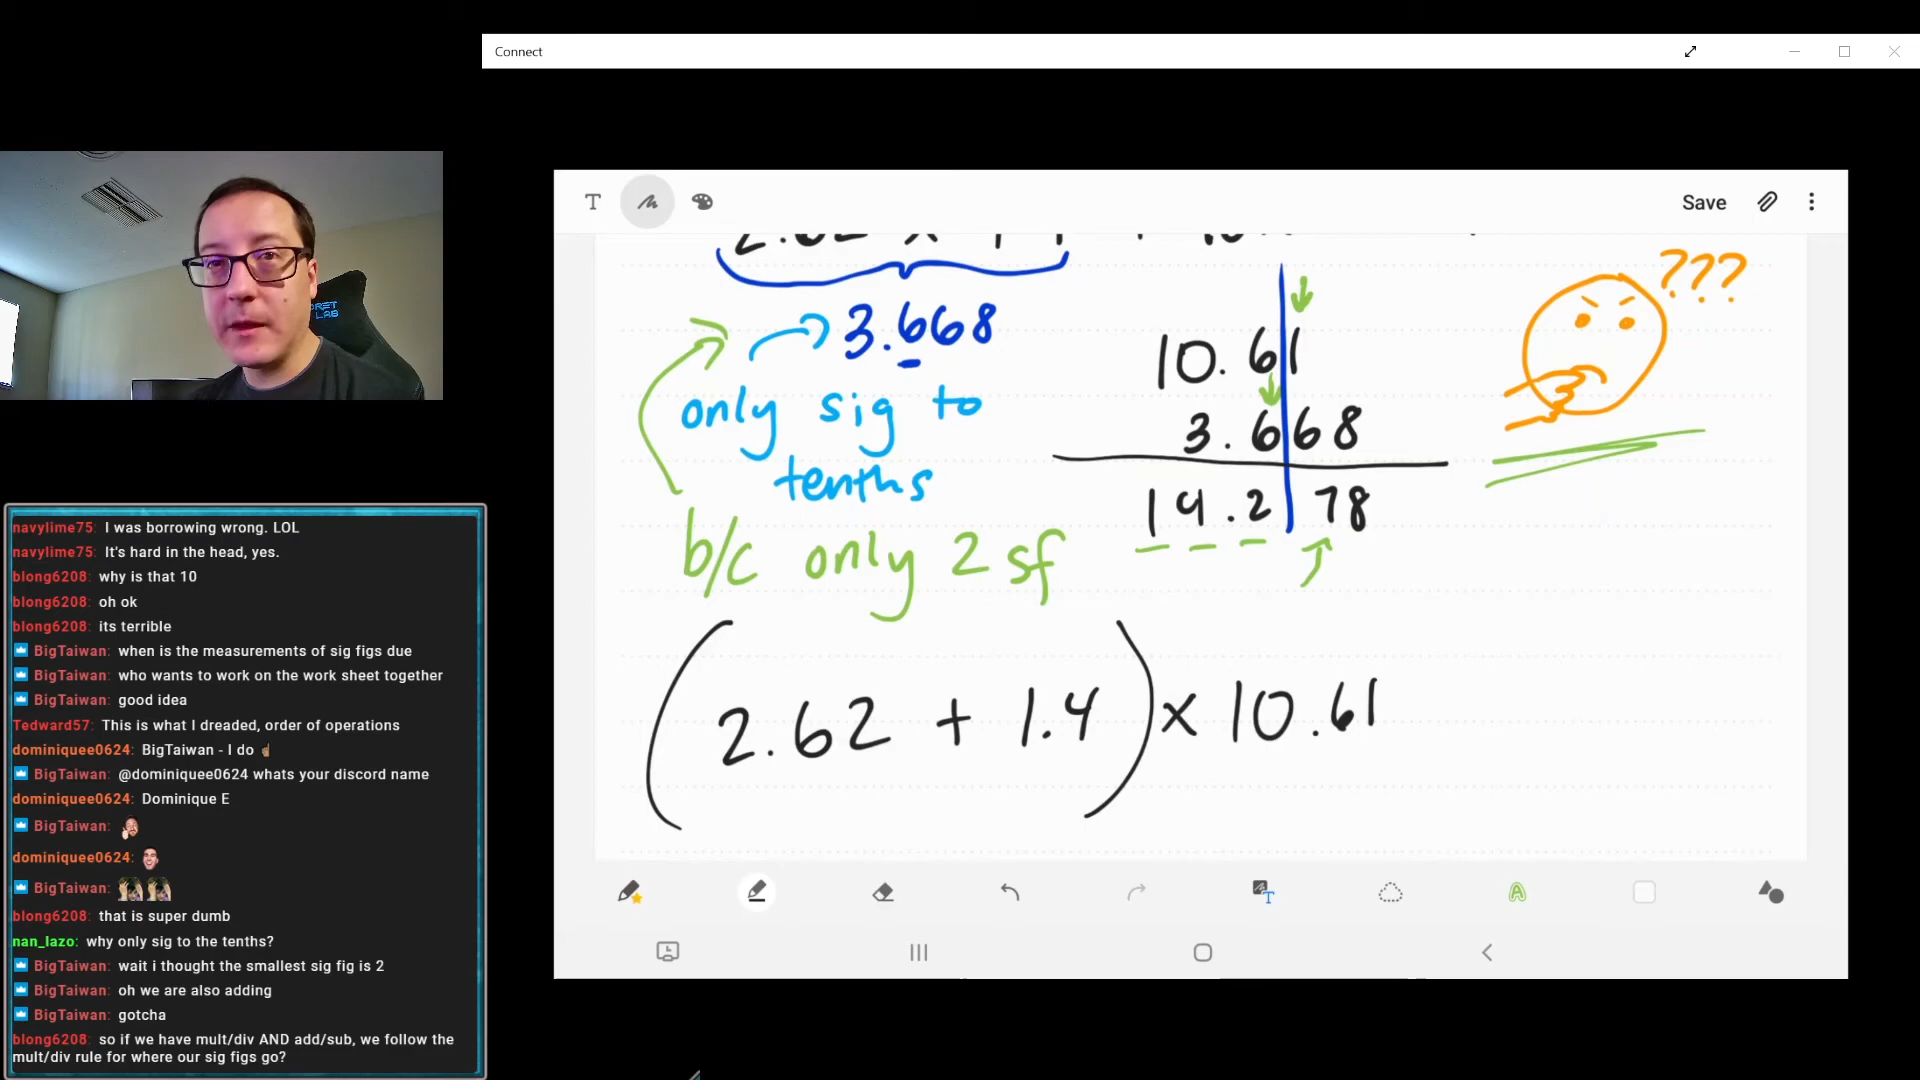 Connect
T
Save
???
3.668
10.61
only sig to
tenths
3.668
14.278
b/c only 2 sf
(2.62 + 1.4) x 10.61
navylime75: I was borrowing wrong. LOL
navylime75: It's hard in the head, yes.
blong6208: why is that 10
blong6208: oh ok
blong6208: its terrible
BigTaiwan: when is the measurements of sig figs due
BigTaiwan: who wants to work on the work sheet together
BigTaiwan: good idea
Tedward57: This is what I dreaded, order of operations
dominiquee0624: BigTaiwan - I do ☝🏾
BigTaiwan: @dominiquee0624 whats your discord name
dominiquee0624: Dominique E
BigTaiwan:
dominiquee0624:
BigTaiwan:
blong6208: that is super dumb
nan_lazo: why only sig to the tenths?
BigTaiwan: wait i thought the smallest sig fig is 2
BigTaiwan: oh we are also adding
BigTaiwan: gotcha
blong6208: so if we have mult/div AND add/sub, we follow the
mult/div rule for where our sig figs go?